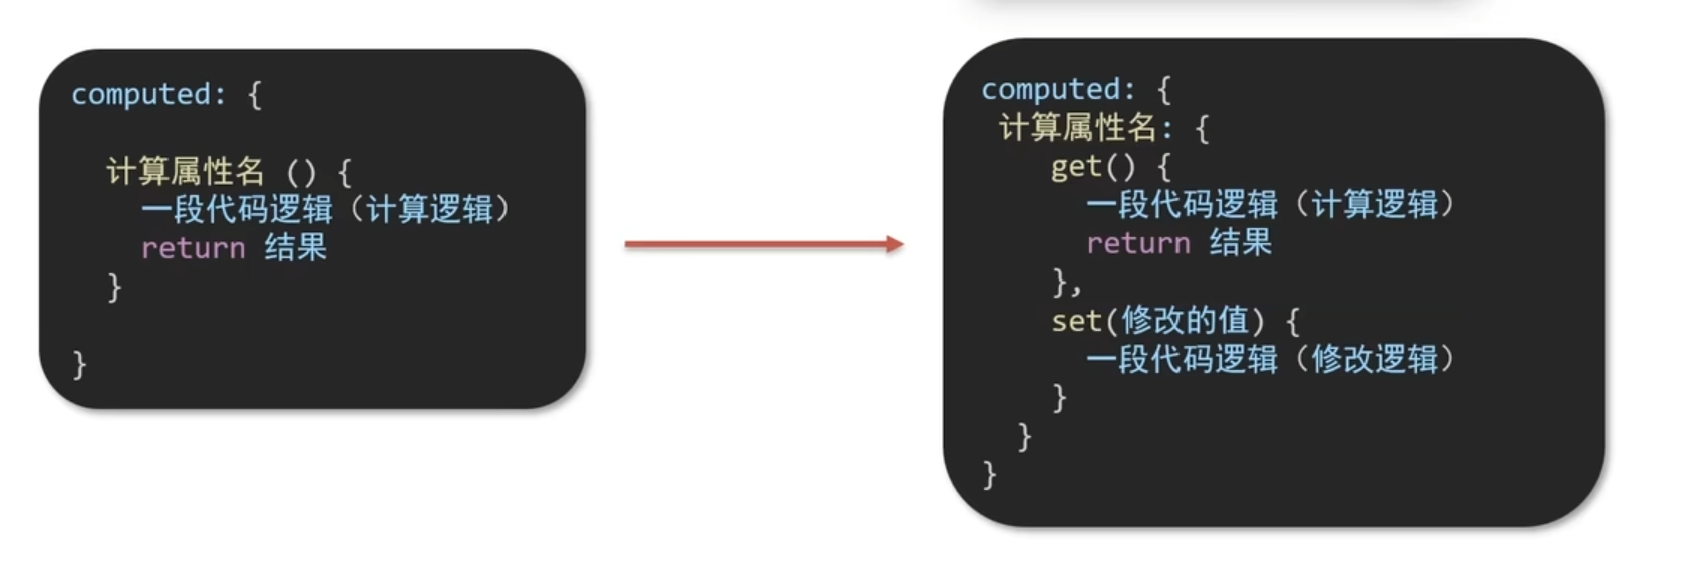 computed: {
计算属性名 () {
一段代码逻辑（计算逻辑）
return 结果
}
}
computed: {
计算属性名: {
get() {
一段代码逻辑（计算逻辑）
return 结果
},
set(修改的值) {
一段代码逻辑（修改逻辑）
}
}
}